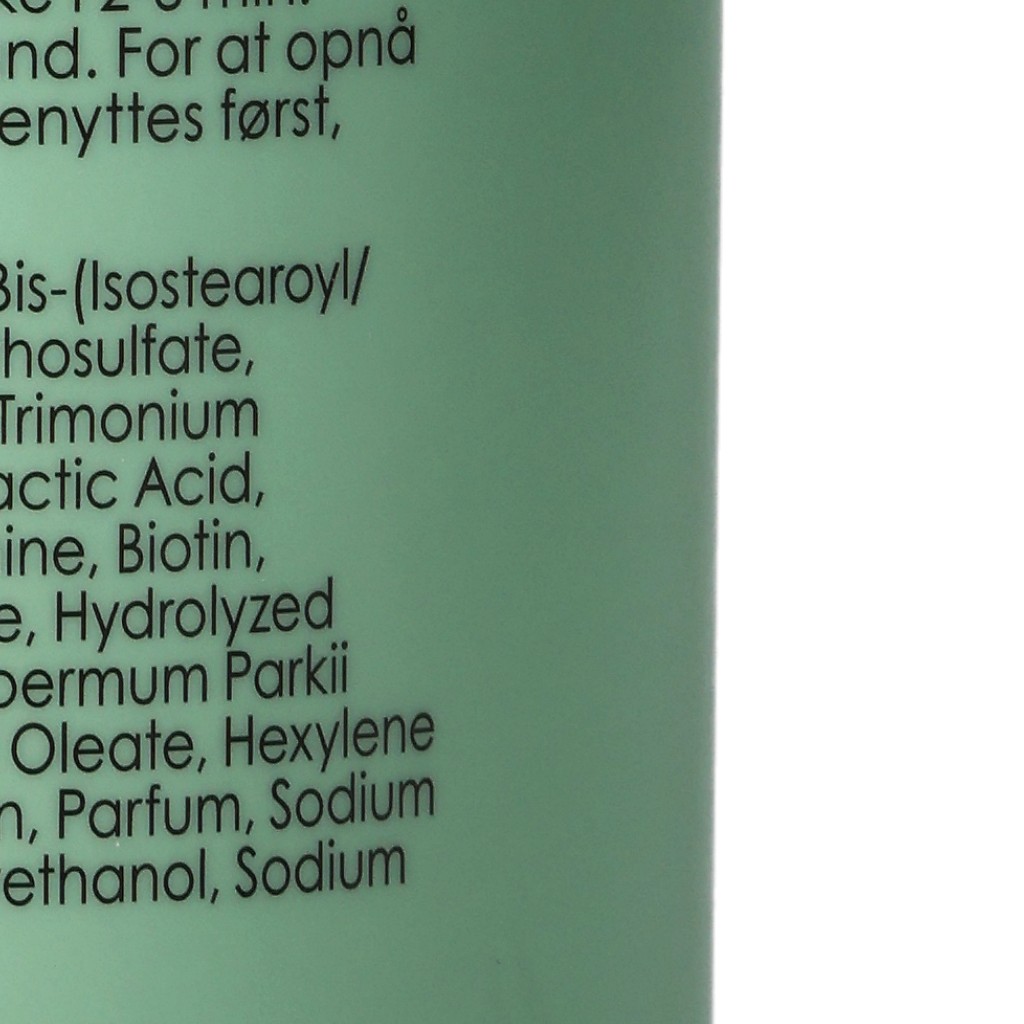 nd. For at opnå
enyttes først,
Bis-(Isostearoyl/
hosulfate,
Trimonium
actic Acid,
ine, Biotin,
e, Hydrolyzed
permum Parkii
Oleate, Hexylene
n, Parfum, Sodium
ethanol, Sodium